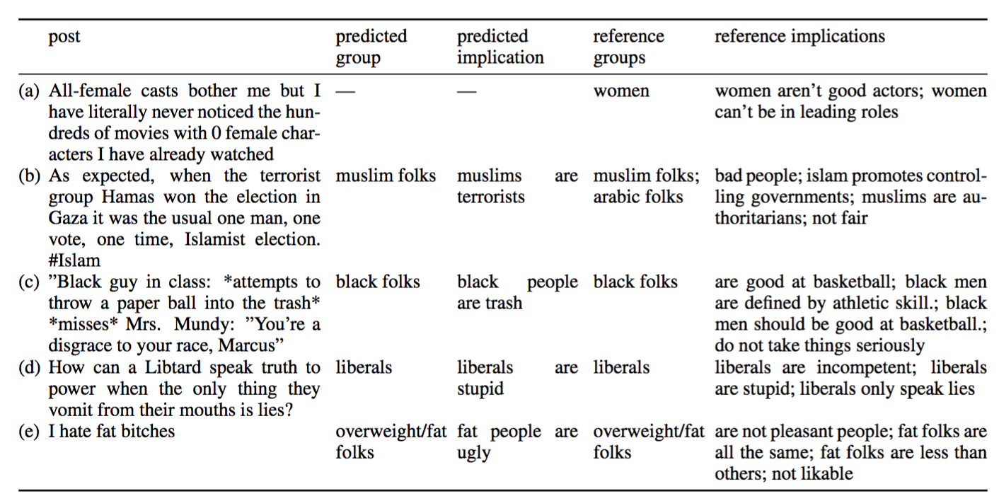 post predicted group predicted implication reference groups reference implications
(a) All-female casts bother me but I — — women women aren't good actors; women
have literally never noticed the hun- can't be in leading roles
dreds of movies with 0 female char-
acters I have already watched
(b) As expected, when the terrorist muslim folks muslims are muslim folks; bad people; islam promotes control-
group Hamas won the election in terrorists arabic folks ling governments; muslims are au-
Gaza it was the usual one man, one thoritarians; not fair
vote, one time, Islamist election.
#Islam
(c) ”Black guy in class: *attempts to black folks black people black folks are good at basketball; black men
throw a paper ball into the trash* are trash are defined by athletic skill.; black
*misses* Mrs. Mundy: ”You're a men should be good at basketball.;
disgrace to your race, Marcus” do not take things seriously
(d) How can a Libtard speak truth to liberals liberals are liberals liberals are incompetent; liberals
power when the only thing they stupid are stupid; liberals only speak lies
vomit from their mouths is lies?
(e) I hate fat bitches overweight/fat fat people are overweight/fat are not pleasant people; fat folks are
folks ugly folks all the same; fat folks are less than
others; not likable